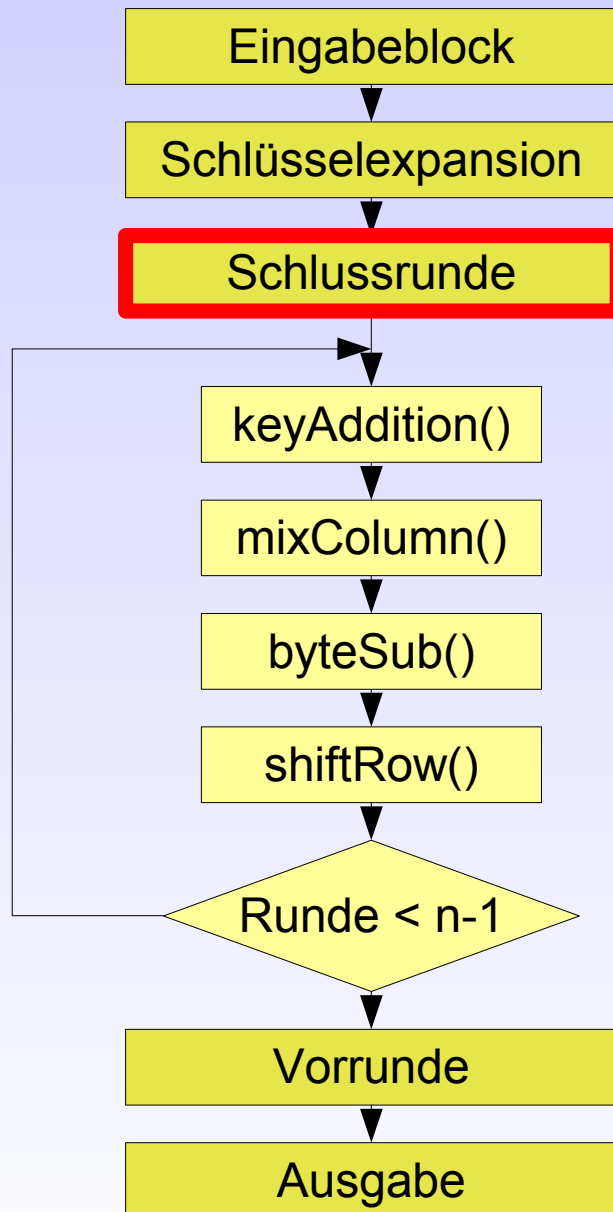 Eingabeblock
Schlüsselexpansion
Schlussrunde
keyAddition()
mixColumn()
byteSub()
shiftRow()
Runde < n-1
Vorrunde
Ausgabe